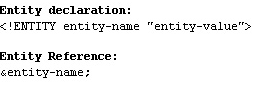 Entity declaration:
<!ENTITY entity-name "entity-value">
Entity Reference:
&entity-name;